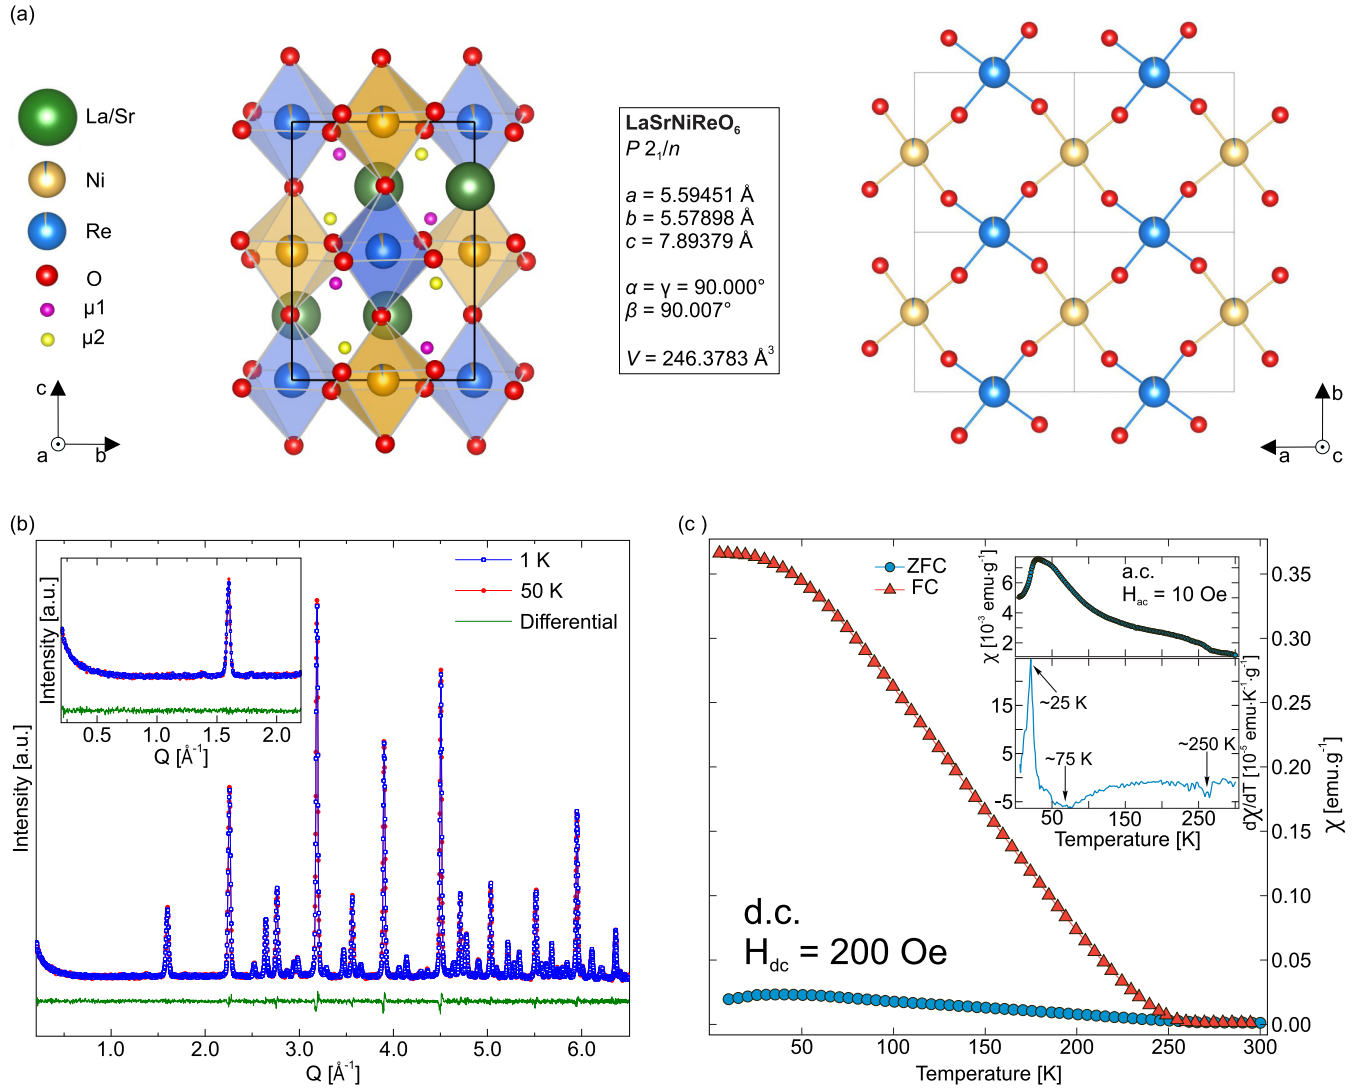 (a)
La/Sr
Ni
Re
O
μ1
μ2
c
a
b
LaSrNiReO₆
P 2₁/n
a = 5.59451 Å
b = 5.57898 Å
c = 7.89379 Å
α = γ = 90.000°
β = 90.007°
V = 246.3783 Å³
b
a
c
(b)
1 K
50 K
Differential
Intensity [a.u.]
0.5 1.0 1.5 2.0
Q [Å⁻¹]
Intensity [a.u.]
1.0 2.0 3.0 4.0 5.0 6.0
Q [Å⁻¹]
(c )
ZFC
FC
a.c.
H_ac = 10 Oe
χ [10⁻³ emu·g⁻¹]
6
4
2
~25 K
~75 K
~250 K
15
5
−5
dχ/dT [10⁻⁵ emu·K⁻¹·g⁻¹]
50 150 250
Temperature [K]
d.c.
H_dc = 200 Oe
0.35
0.30
0.25
0.20
0.15
0.10
0.05
0.00
χ [emu.g⁻¹]
50 100 150 200 250 300
Temperature [K]